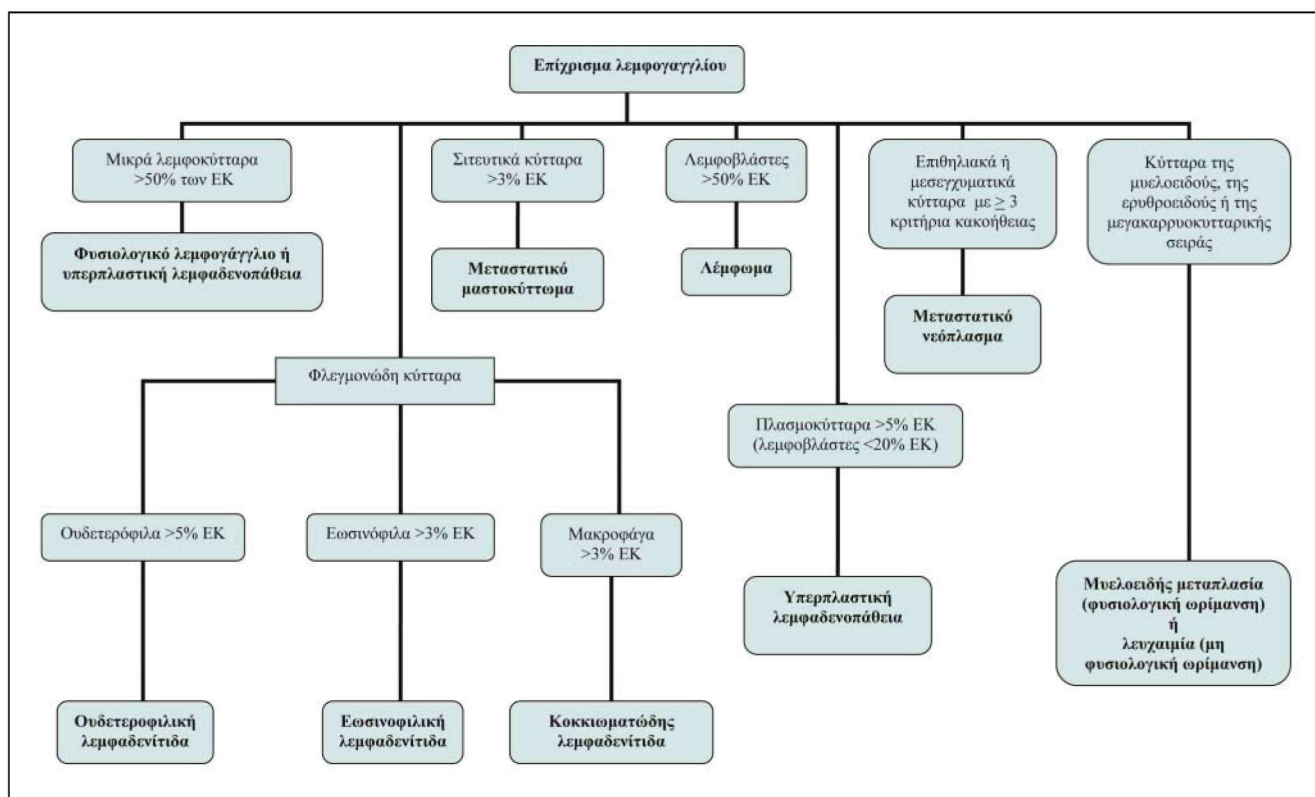 Επίχρισμα λεμφογαγγλίου
Μικρά λεμφοκύτταρα
>50% των ΕΚ
Σιτευτικά κύτταρα
>3% ΕΚ
Λεμφοβλάστες
>50% ΕΚ
Επιθηλιακά ή
μεσεγχυματικά
κύτταρα με ≥ 3
κριτήρια κακοήθειας
Κύτταρα της
μυελοειδούς, της
ερυθροειδούς ή της
μεγακαρρυοκυτταρικής
σειράς
Φυσιολογικό λεμφογάγγλιο ή
υπερπλαστική λεμφαδενοπάθεια
Μεταστατικό
μαστοκύττωμα
Λέμφωμα
Μεταστατικό
νεόπλασμα
Φλεγμονώδη κύτταρα
Πλασμοκύτταρα >5% ΕΚ
(λεμφοβλάστες <20% ΕΚ)
Ουδετερόφιλα >5% ΕΚ
Εωσινόφιλα >3% ΕΚ
Μακροφάγα
>3% ΕΚ
Υπερπλαστική
λεμφαδενοπάθεια
Μυελοειδής μεταπλασία
(φυσιολογική ωρίμανση)
ή
λευχαιμία (μη
φυσιολογική ωρίμανση)
Ουδετεροφιλική
λεμφαδενίτιδα
Εωσινοφιλική
λεμφαδενίτιδα
Κοκκιωματώδης
λεμφαδενίτιδα